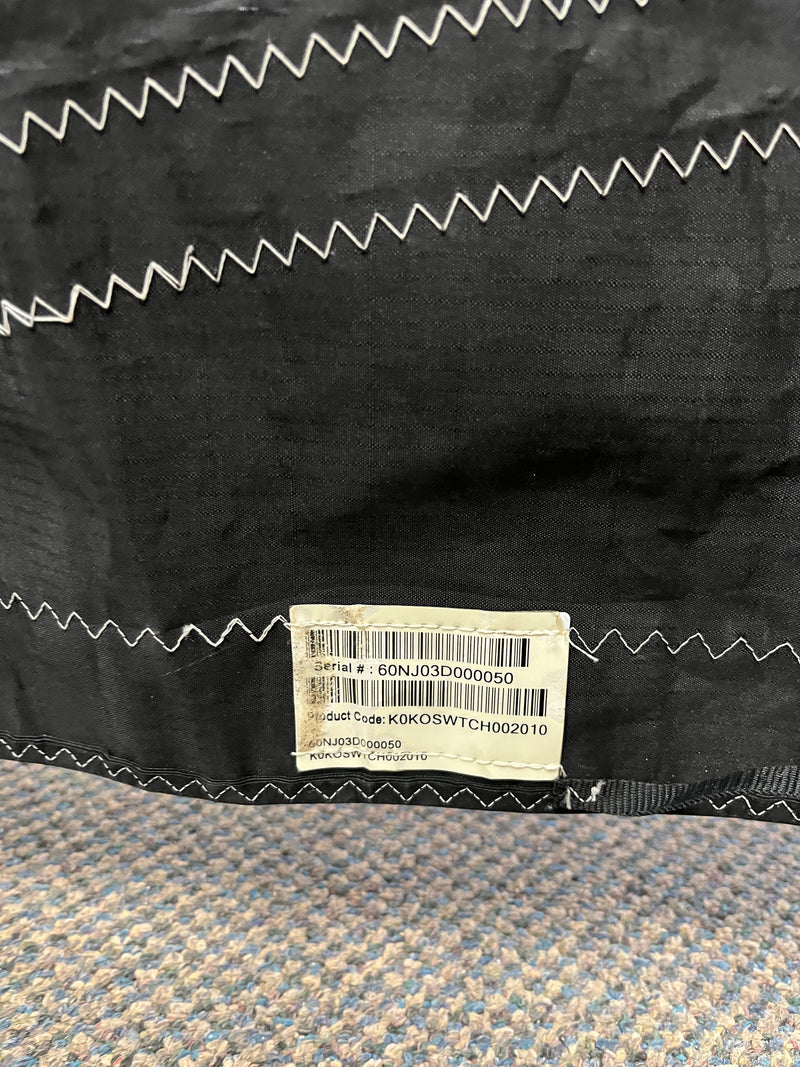 Serial # : 60NJ03D000050
Product Code: K0KOSWTCH002010
60NJ03D000050
K0KOSWTCH002010